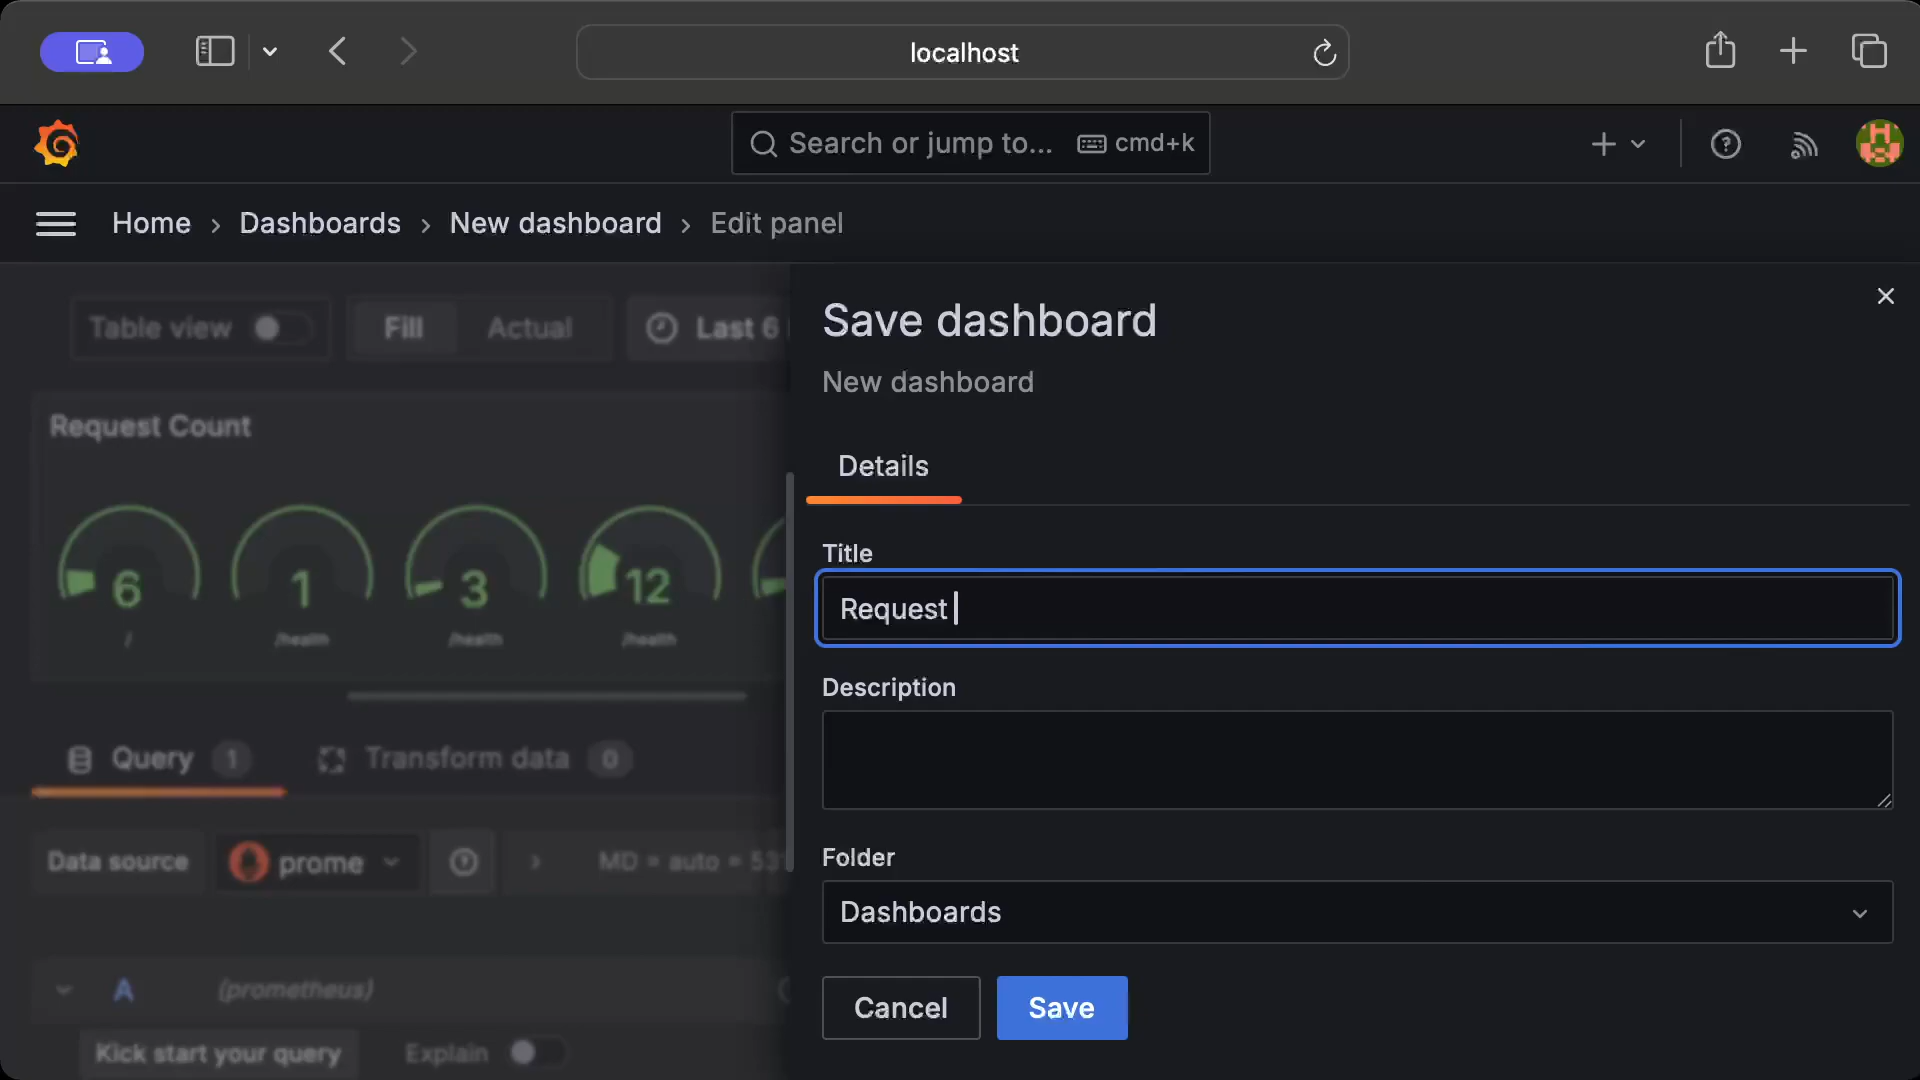 localhost
Search or jump to... cmd+k
Home › Dashboards › New dashboard › Edit panel
Table view Fill Actual Last 6
Save dashboard
New dashboard
Request Count
Details
6 1 3 12
/ /health /health /health
Title
Request
Description
Query 1 Transform data 0
Folder
Data source prome MD = auto = 53
Dashboards
A (prometheus)
Cancel Save
Kick start your query Explain